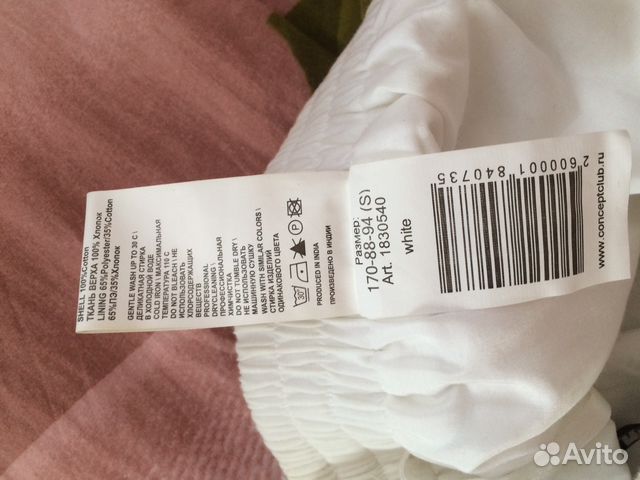 SHELL 100%Cotton
ТКАНЬ ВЕРХА 100% Хлопок
LINING 65%Polyester/35%Cotton
65%ПЭ/35%Хлопок
GENTLE WASH UP TO 30 C \
ДЕЛИКАТНАЯ СТИРКА
В ХОЛОДНОЙ ВОДЕ
COLD IRON \ МАКСИМАЛЬНАЯ
ТЕМПЕРАТУРА 110 C
DO NOT BLEACH \ НЕ
ИСПОЛЬЗОВАТЬ
ХЛОРСОДЕРЖАЩИХ
ВЕЩЕСТВ
PROFESSIONAL
DRYCLEANING \
ПРОФЕССИОНАЛЬНАЯ
ХИМЧИСТКА
DO NOT TUMBLE DRY \
НЕ ИСПОЛЬЗОВАТЬ
МАШИННУЮ СУШКУ
WASH WITH SIMILAR COLORS \
СТИРКА ИЗДЕЛИЙ
ОДИНАКОВОГО ЦВЕТА
30
PRODUCED IN INDIA
ПРОИЗВЕДЕНО В ИНДИИ
Размер:
170-88-94 (S)
Art. 1830540
white
2 600001 840735
www.conceptclub.ru
Avito